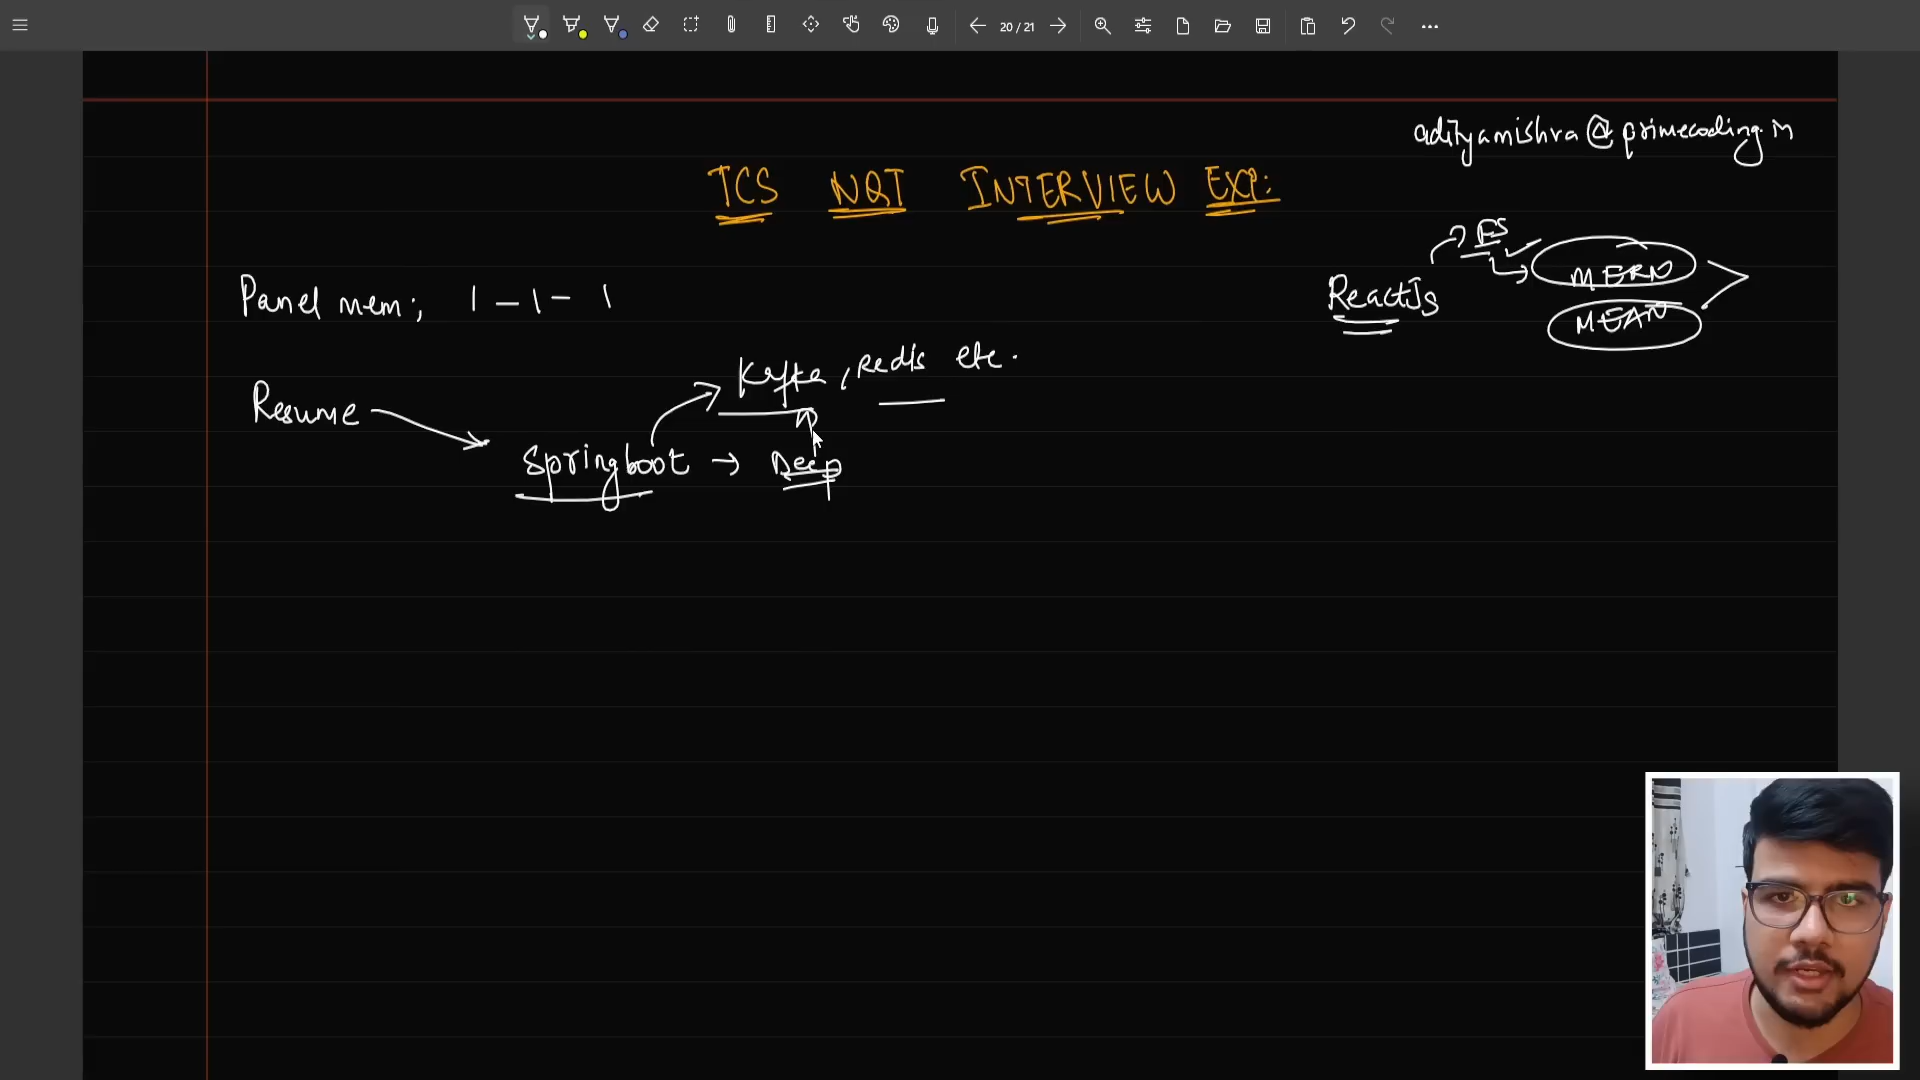 20 / 21
adityamishra@primecoding.in
TCS NQT INTERVIEW EXP:
FS
MERN
ReactJs
MEAN
Panel mem; 1 – 1 – 1
Kafka, Redis etc.
Resume
Springboot → Deep